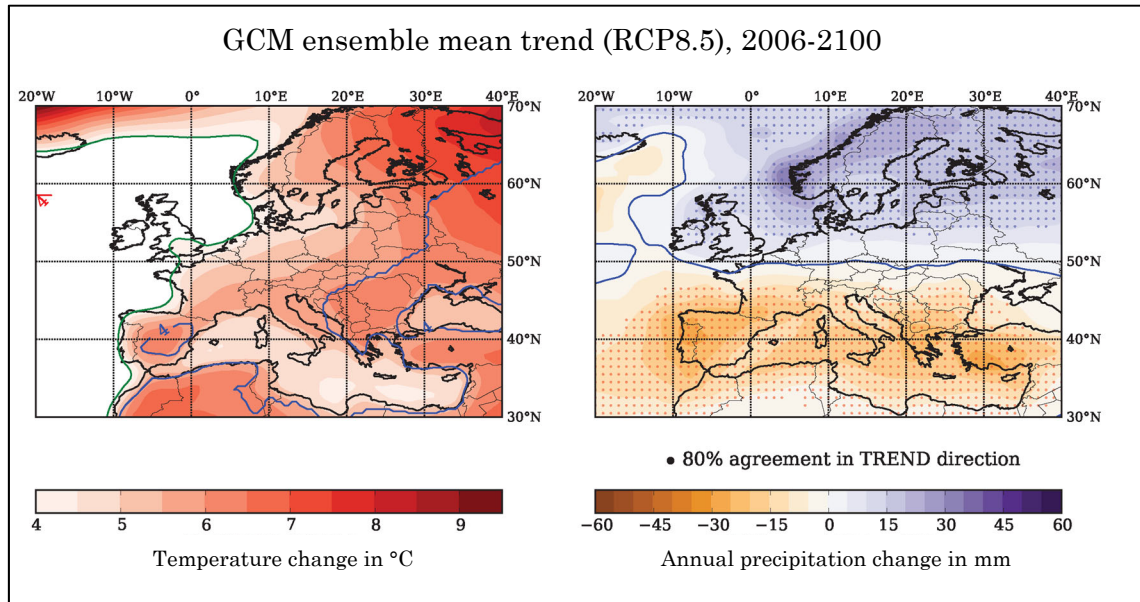 GCM ensemble mean trend (RCP8.5), 2006-2100
20°W 10°W 0° 10°E 20°E 30°E 40°E
70°N
60°N
50°N
40°N
30°N
4
4
4
20°W 10°W 0° 10°E 20°E 30°E 40°E
70°N
60°N
50°N
40°N
30°N
• 80% agreement in TREND direction
4 5 6 7 8 9
Temperature change in °C
−60 −45 −30 −15 0 15 30 45 60
Annual precipitation change in mm